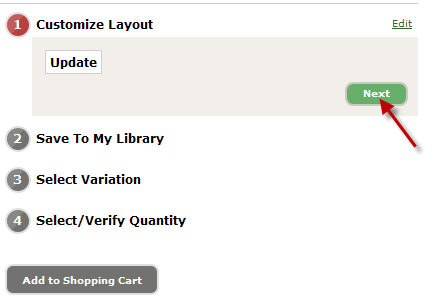 1 Customize Layout Edit
Update
Next
2 Save To My Library
3 Select Variation
4 Select/Verify Quantity
Add to Shopping Cart